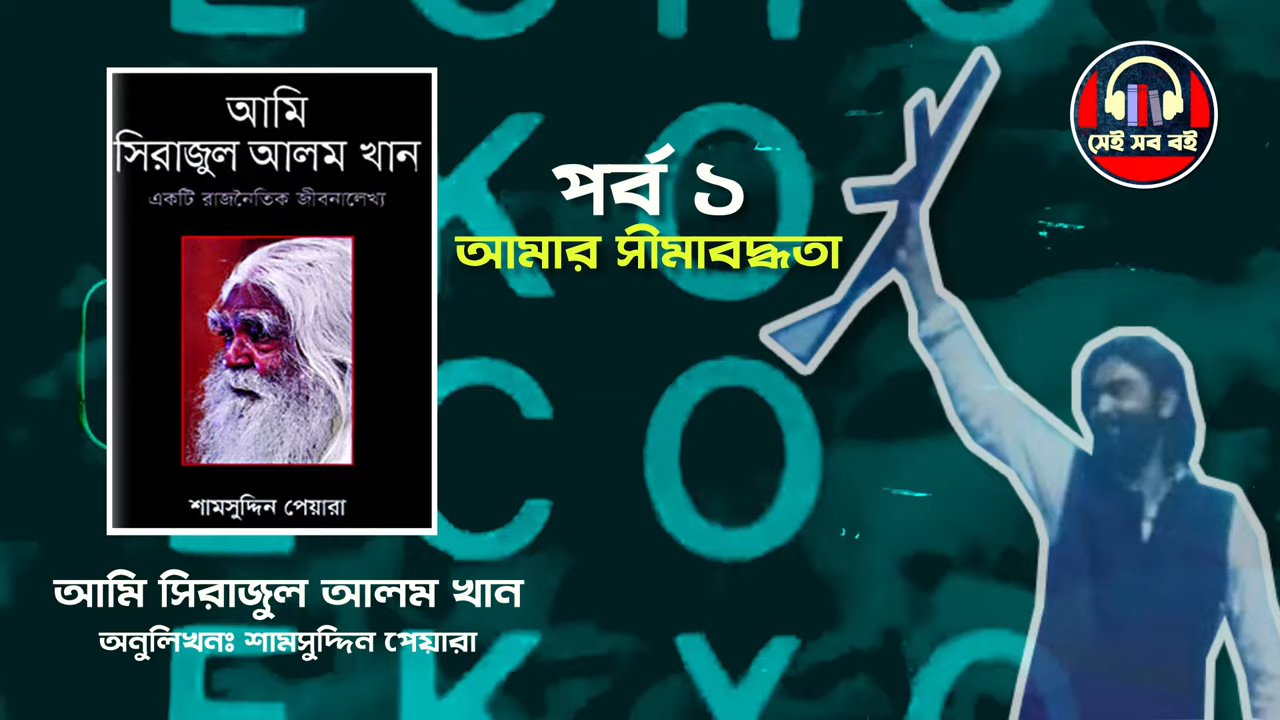 আমি
সিরাজুল আলম খান
একটি রাজনৈতিক জীবনালেখ্য
শামসুদ্দিন পেয়ারা
পর্ব ১
আমার সীমাবদ্ধতা
সেই সব বই
আমি সিরাজুল আলম খান
অনুলিখনঃ শামসুদ্দিন পেয়ারা